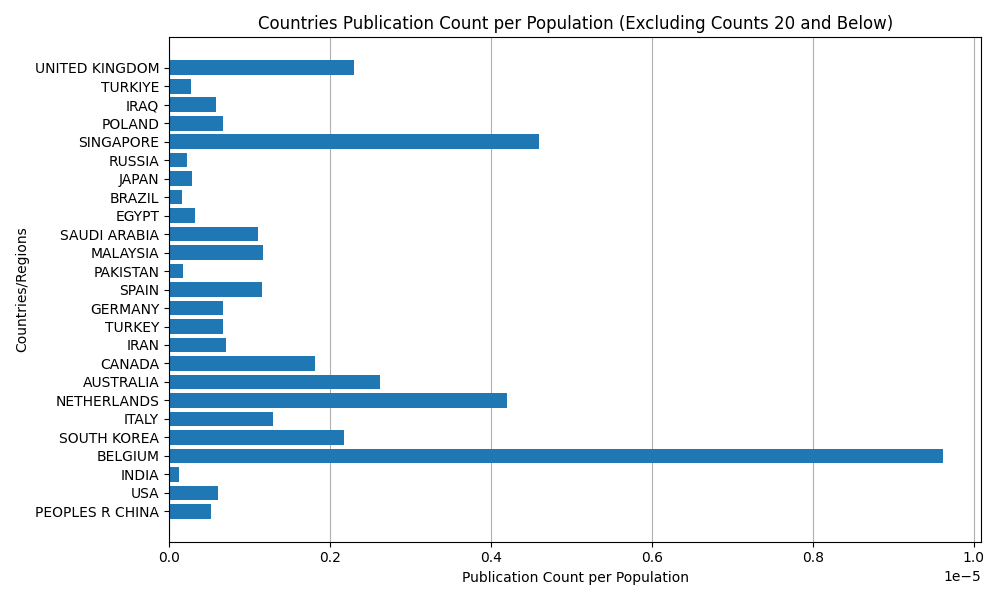 Countries Publication Count per Population (Excluding Counts 20 and Below)
Countries/Regions
UNITED KINGDOM
TURKIYE
IRAQ
POLAND
SINGAPORE
RUSSIA
JAPAN
BRAZIL
EGYPT
SAUDI ARABIA
MALAYSIA
PAKISTAN
SPAIN
GERMANY
TURKEY
IRAN
CANADA
AUSTRALIA
NETHERLANDS
ITALY
SOUTH KOREA
BELGIUM
INDIA
USA
PEOPLES R CHINA
0.0 0.2 0.4 0.6 0.8 1.0
1e−5
Publication Count per Population